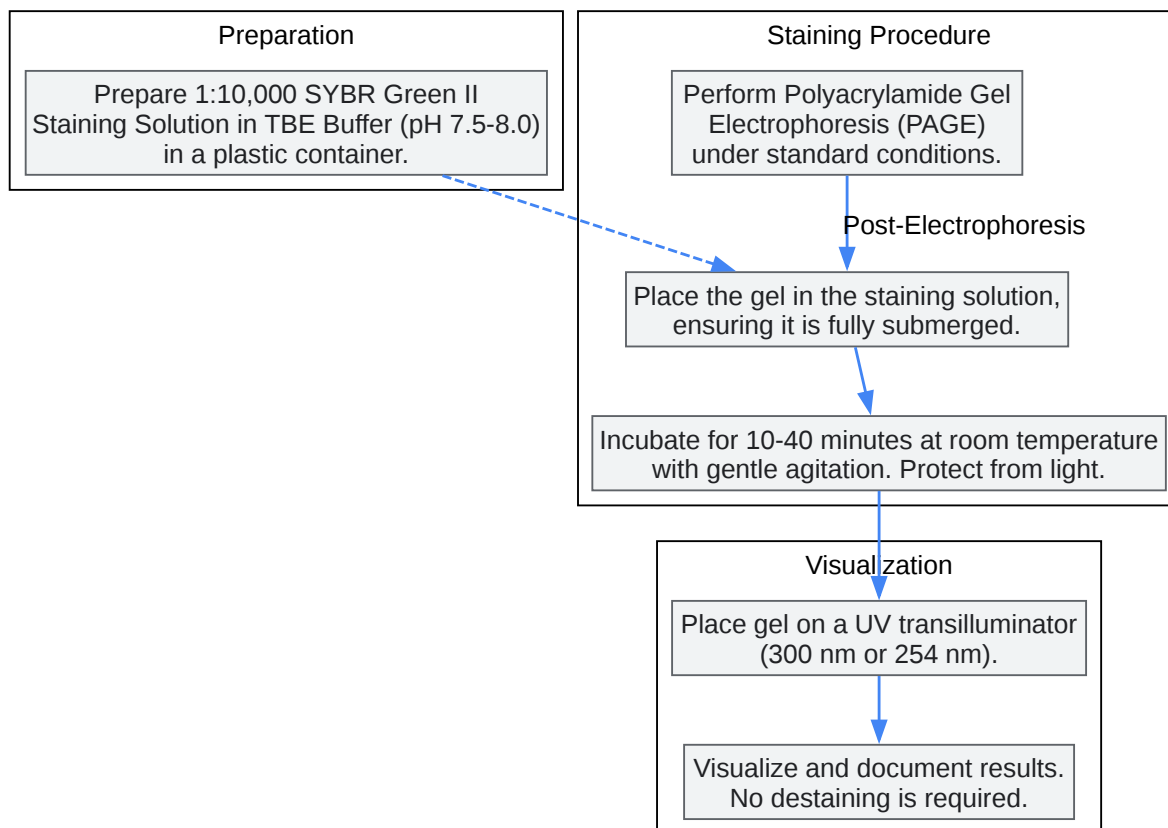 Preparation
Prepare 1:10,000 SYBR Green II
Staining Solution in TBE Buffer (pH 7.5-8.0)
in a plastic container.
Staining Procedure
Perform Polyacrylamide Gel
Electrophoresis (PAGE)
under standard conditions.
Post-Electrophoresis
Place the gel in the staining solution,
ensuring it is fully submerged.
Incubate for 10-40 minutes at room temperature
with gentle agitation. Protect from light.
Visualization
Place gel on a UV transilluminator
(300 nm or 254 nm).
Visualize and document results.
No destaining is required.